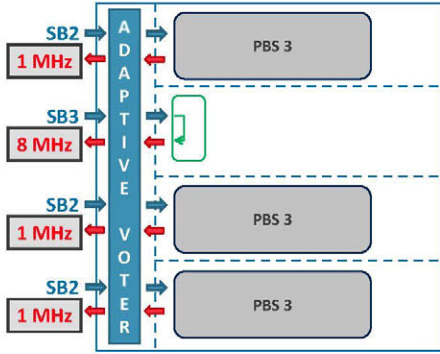 SB2
1 MHz
PBS 3
SB3
8 MHz
SB2
1 MHz
PBS 3
SB2
1 MHz
PBS 3
ADAPTIVE VOTER